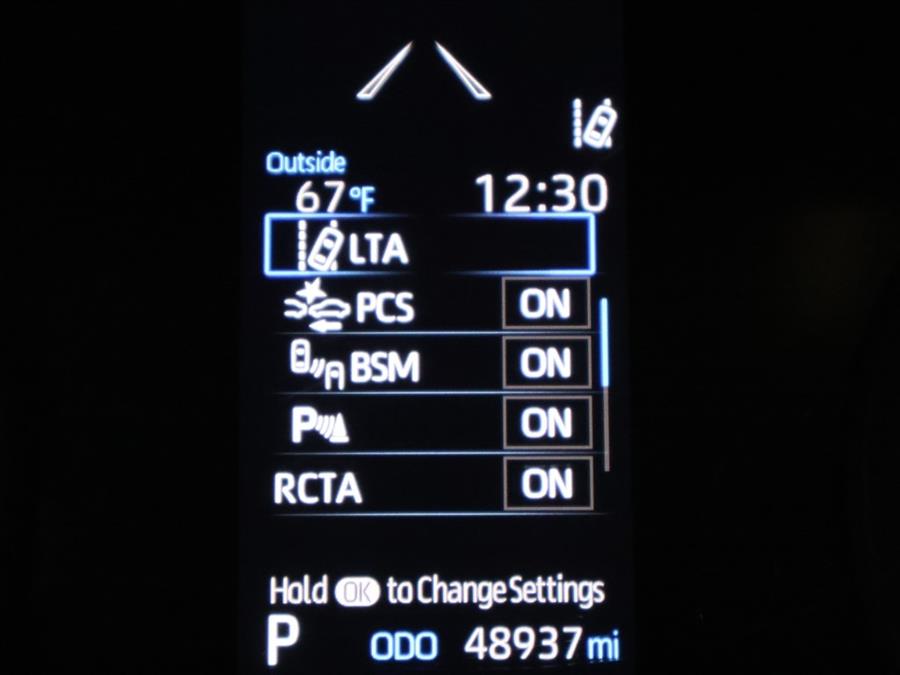 Outside
67°F 12:30
LTA
PCS ON
BSM ON
P ON
RCTA ON
Hold OK to Change Settings
P ODO 48937 mi